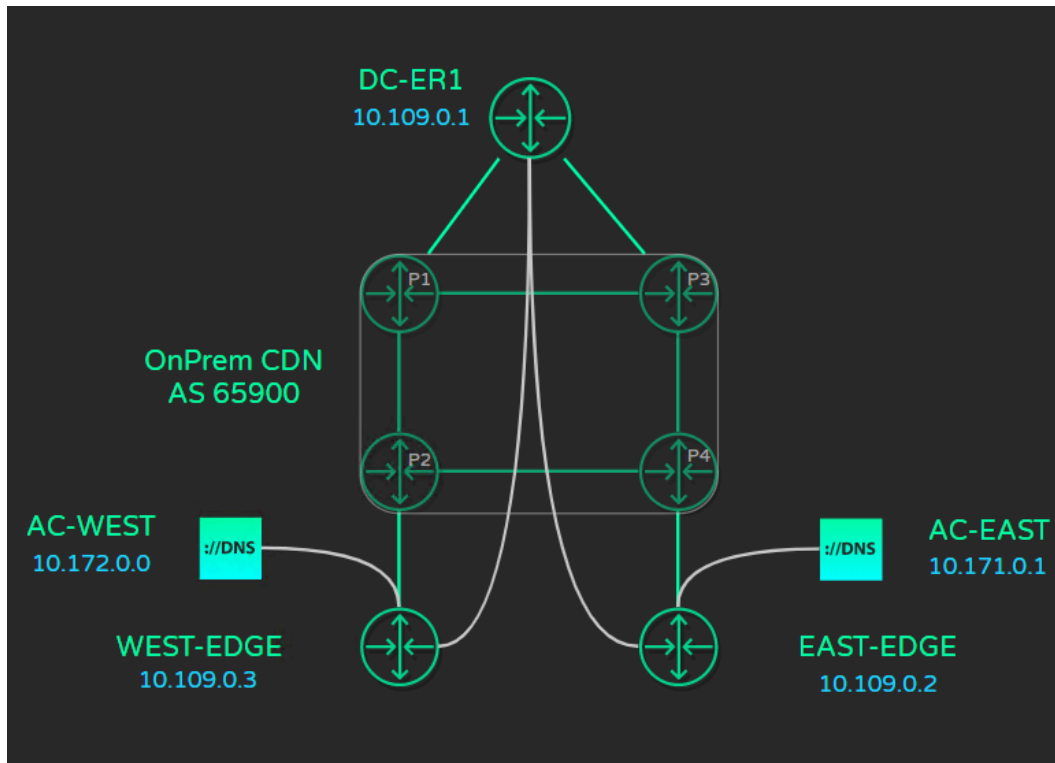 DC-ER1
10.109.0.1
P1
P3
OnPrem CDN
AS 65900
P2
P4
AC-WEST
10.172.0.0
://DNS
://DNS
AC-EAST
10.171.0.1
WEST-EDGE
10.109.0.3
EAST-EDGE
10.109.0.2